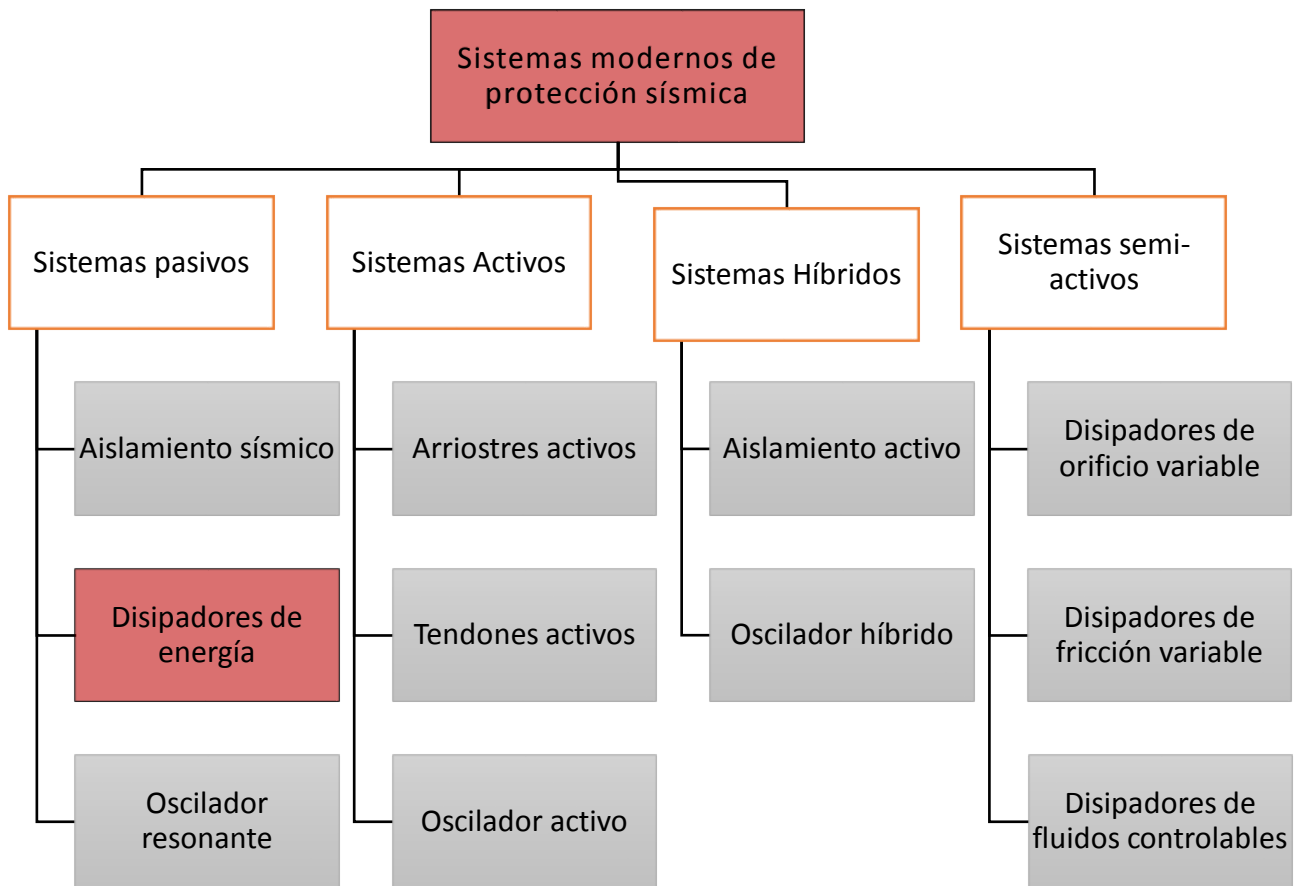 Sistemas modernos de
protección sísmica
Sistemas pasivos
Sistemas Activos
Sistemas Híbridos
Sistemas semi-
activos
Aislamiento sísmico
Arriostres activos
Aislamiento activo
Disipadores de
orificio variable
Disipadores de
energía
Tendones activos
Oscilador híbrido
Disipadores de
fricción variable
Oscilador
resonante
Oscilador activo
Disipadores de
fluidos controlables